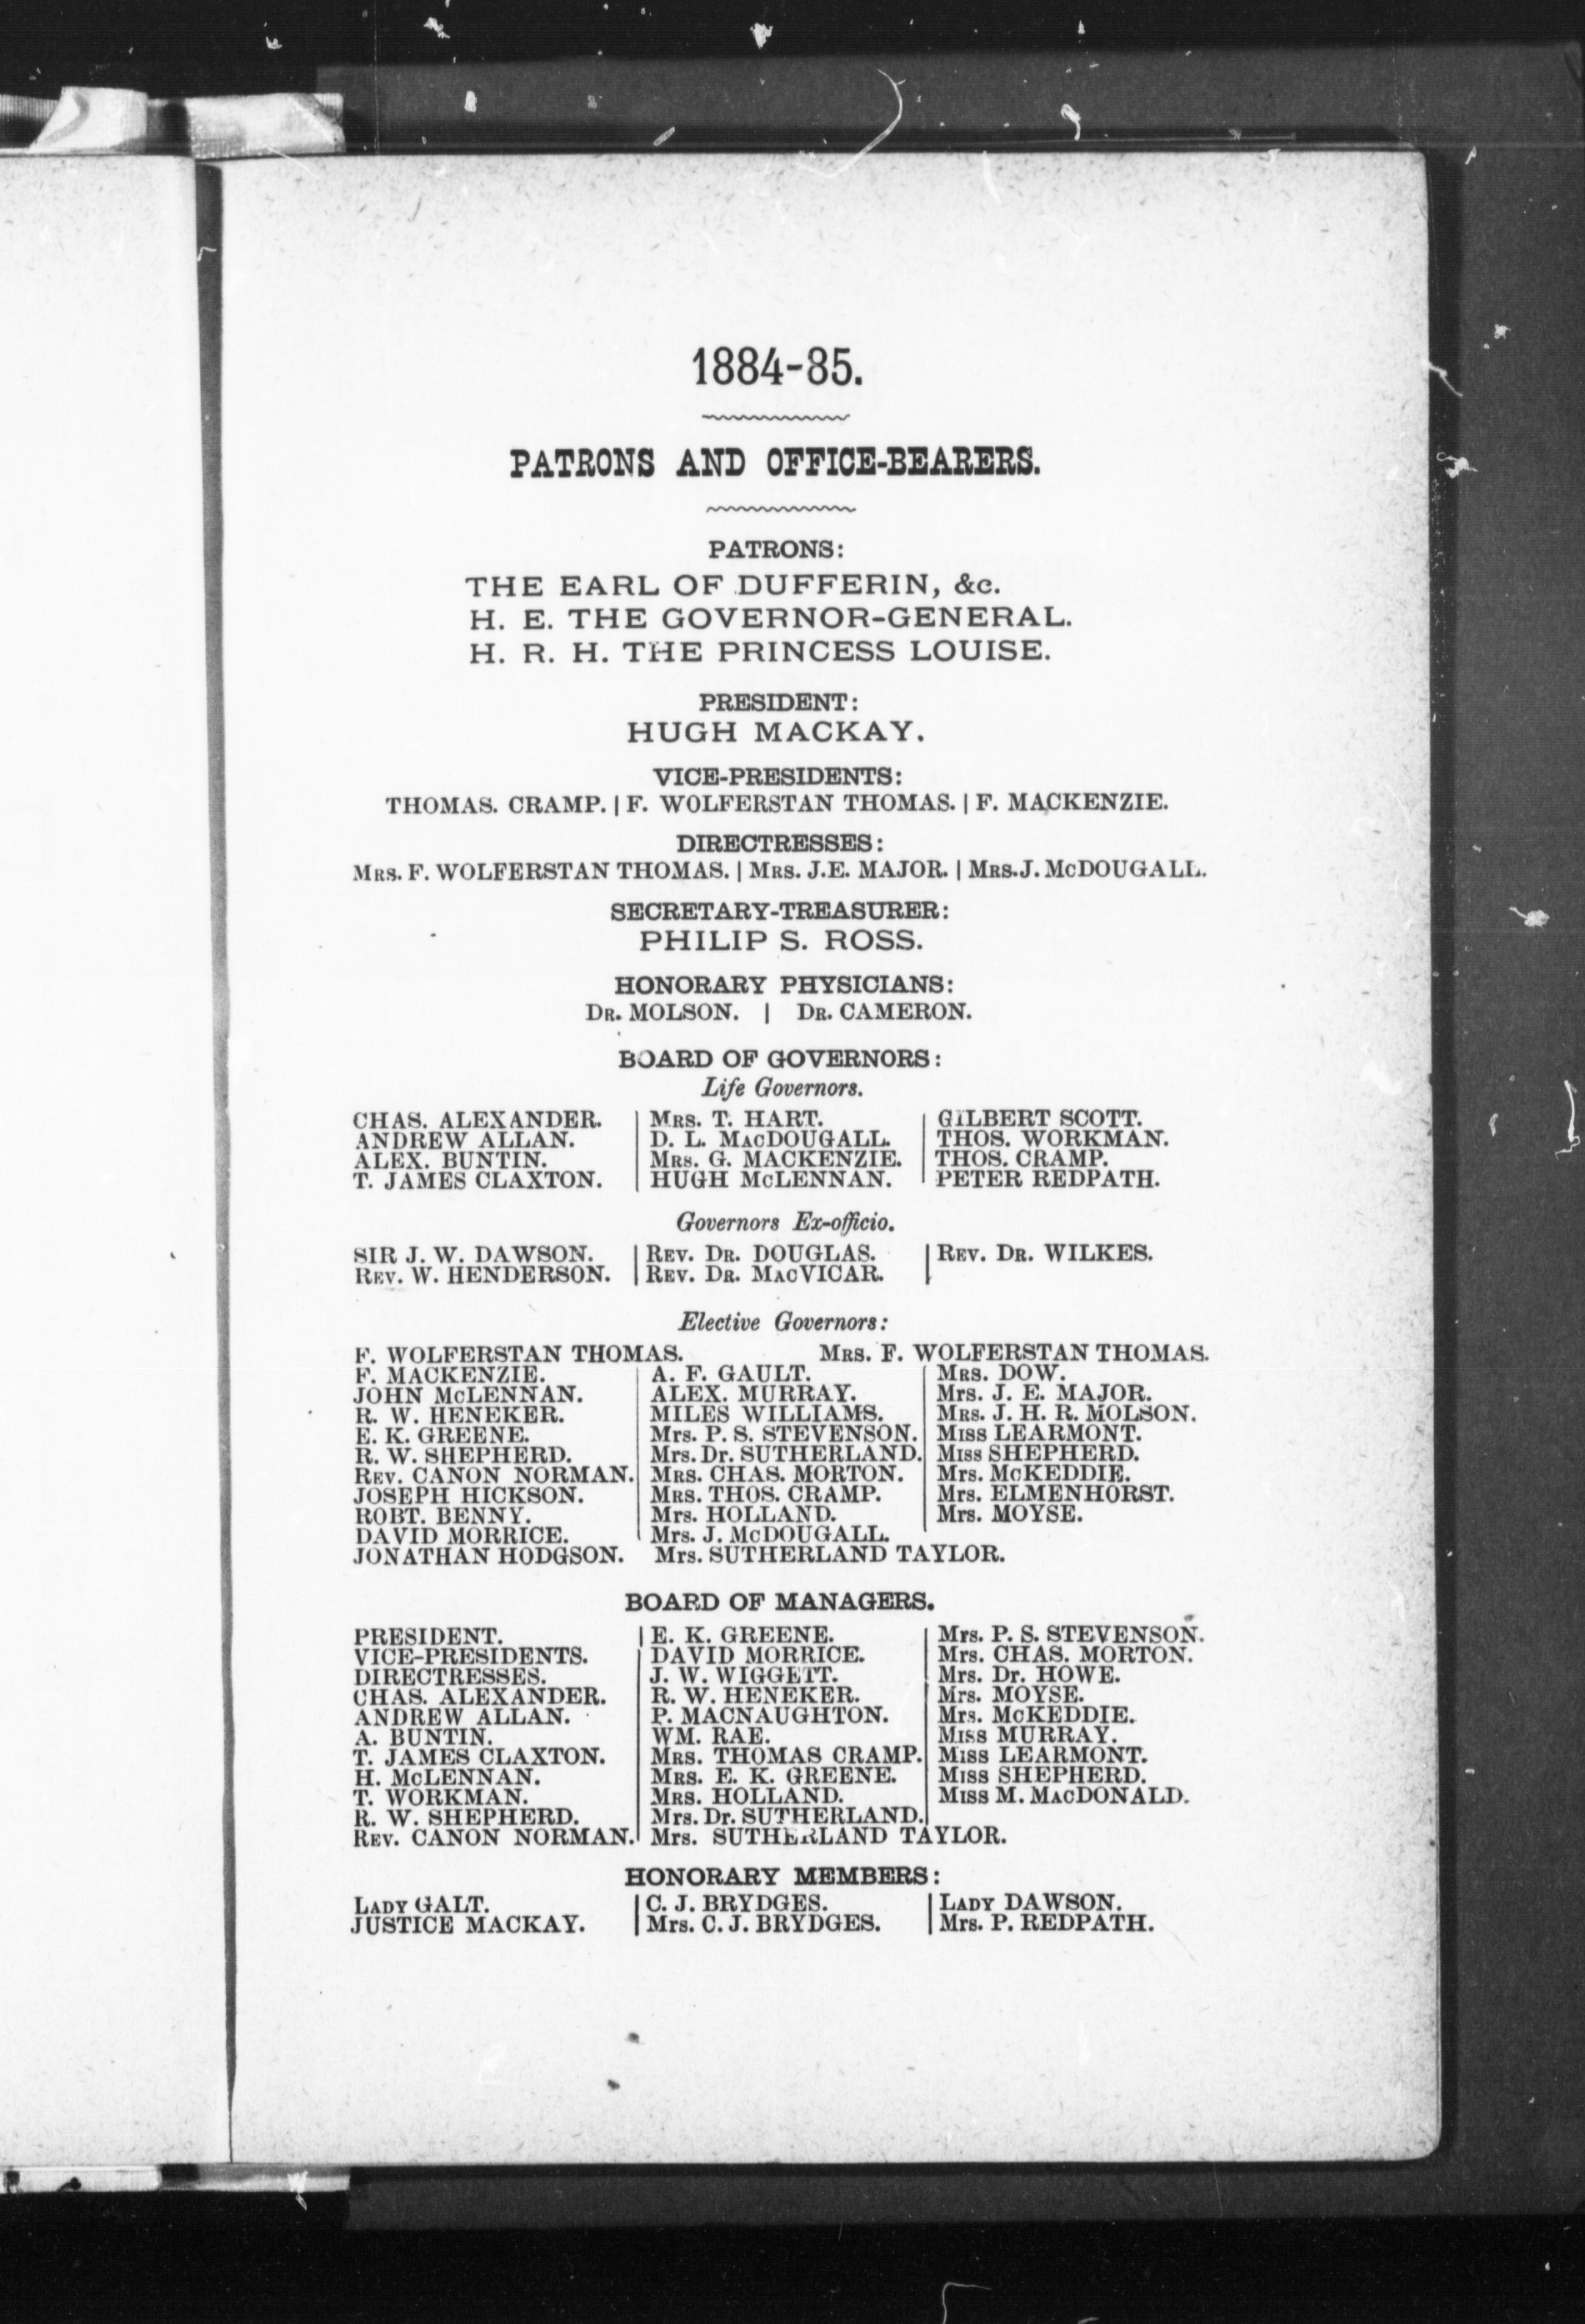 1884-85.
PATRONS AND OFFICE-BEARERS.
PATRONS:
THE EARL OF DUFFERIN, &c.
H. E. THE GOVERNOR-GENERAL.
H. R. H. THE PRINCESS LOUISE.
PRESIDENT:
HUGH MACKAY.
VICE-PRESIDENTS:
THOMAS. CRAMP. | F. WOLFERSTAN THOMAS. | F. MACKENZIE.
DIRECTRESSES:
MRS. F. WOLFERSTAN THOMAS. | MRS. J.E. MAJOR. | MRS. J. McDOUGALL.
SECRETARY-TREASURER:
PHILIP S. ROSS.
HONORARY PHYSICIANS:
DR. MOLSON. | DR. CAMERON.
BOARD OF GOVERNORS:
Life Governors.
CHAS. ALEXANDER. | MRS. T. HART. | GILBERT SCOTT.
ANDREW ALLAN. | D. L. MACDOUGALL. | THOS. WORKMAN.
ALEX. BUNTIN. | MRS. G. MACKENZIE. | THOS. CRAMP.
T. JAMES CLAXTON. | HUGH McLENNAN. | PETER REDPATH.
Governors Ex-officio.
SIR J. W. DAWSON. | REV. DR. DOUGLAS. | REV. DR. WILKES.
REV. W. HENDERSON. | REV. DR. MACVICAR. |
Elective Governors:
F. WOLFERSTAN THOMAS. MRS. F. WOLFERSTAN THOMAS.
F. MACKENZIE. | A. F. GAULT. | MRS. DOW.
JOHN McLENNAN. | ALEX. MURRAY. | Mrs. J. E. MAJOR.
R. W. HENEKER. | MILES WILLIAMS. | MRS. J. H. R. MOLSON.
E. K. GREENE. | Mrs. P. S. STEVENSON. | MISS LEARMONT.
R. W. SHEPHERD. | Mrs. Dr. SUTHERLAND. | MISS SHEPHERD.
REV. CANON NORMAN. | MRS. CHAS. MORTON. | Mrs. McKEDDIE.
JOSEPH HICKSON. | MRS. THOS. CRAMP. | Mrs. ELMENHORST.
ROBT. BENNY. | Mrs. HOLLAND. | Mrs. MOYSE.
DAVID MORRICE. | Mrs. J. McDOUGALL.
JONATHAN HODGSON. Mrs. SUTHERLAND TAYLOR.
BOARD OF MANAGERS.
PRESIDENT. | E. K. GREENE. | Mrs. P. S. STEVENSON.
VICE-PRESIDENTS. | DAVID MORRICE. | Mrs. CHAS. MORTON.
DIRECTRESSES. | J. W. WIGGETT. | Mrs. Dr. HOWE.
CHAS. ALEXANDER. | R. W. HENEKER. | Mrs. MOYSE.
ANDREW ALLAN. | P. MACNAUGHTON. | Mrs. McKEDDIE.
A. BUNTIN. | WM. RAE. | MISS MURRAY.
T. JAMES CLAXTON. | MRS. THOMAS CRAMP. | MISS LEARMONT.
H. McLENNAN. | MRS. E. K. GREENE. | MISS SHEPHERD.
T. WORKMAN. | MRS. HOLLAND. | MISS M. MACDONALD.
R. W. SHEPHERD. | Mrs. Dr. SUTHERLAND. |
REV. CANON NORMAN. | Mrs. SUTHERLAND TAYLOR.
HONORARY MEMBERS:
LADY GALT. | C. J. BRYDGES. | LADY DAWSON.
JUSTICE MACKAY. | Mrs. C. J. BRYDGES. | Mrs. P. REDPATH.